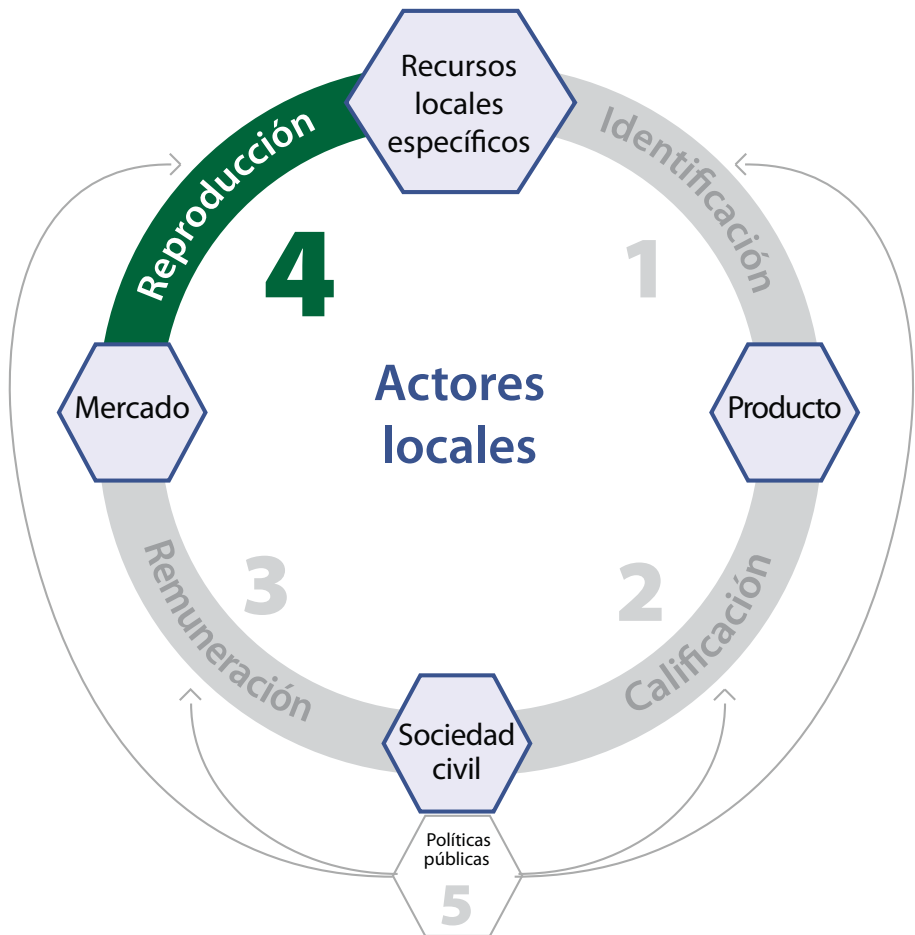 Recursos
locales
específicos
Identificación
1
Producto
Calificación
2
Sociedad
civil
Remuneración
3
Mercado
Reproducción
4
Actores
locales
Políticas
públicas
5